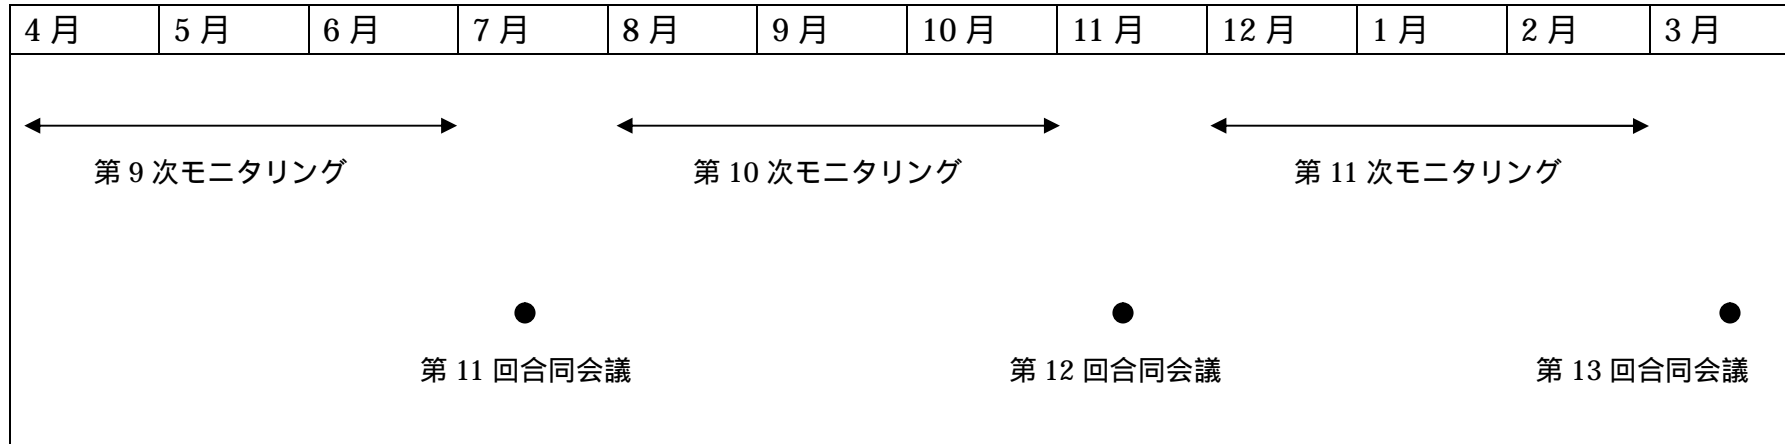 4月 5月 6月 7月 8月 9月 10月 11月 12月 1月 2月 3月
第9次モニタリング 第10次モニタリング 第11次モニタリング
第11回合同会議 第12回合同会議 第13回合同会議